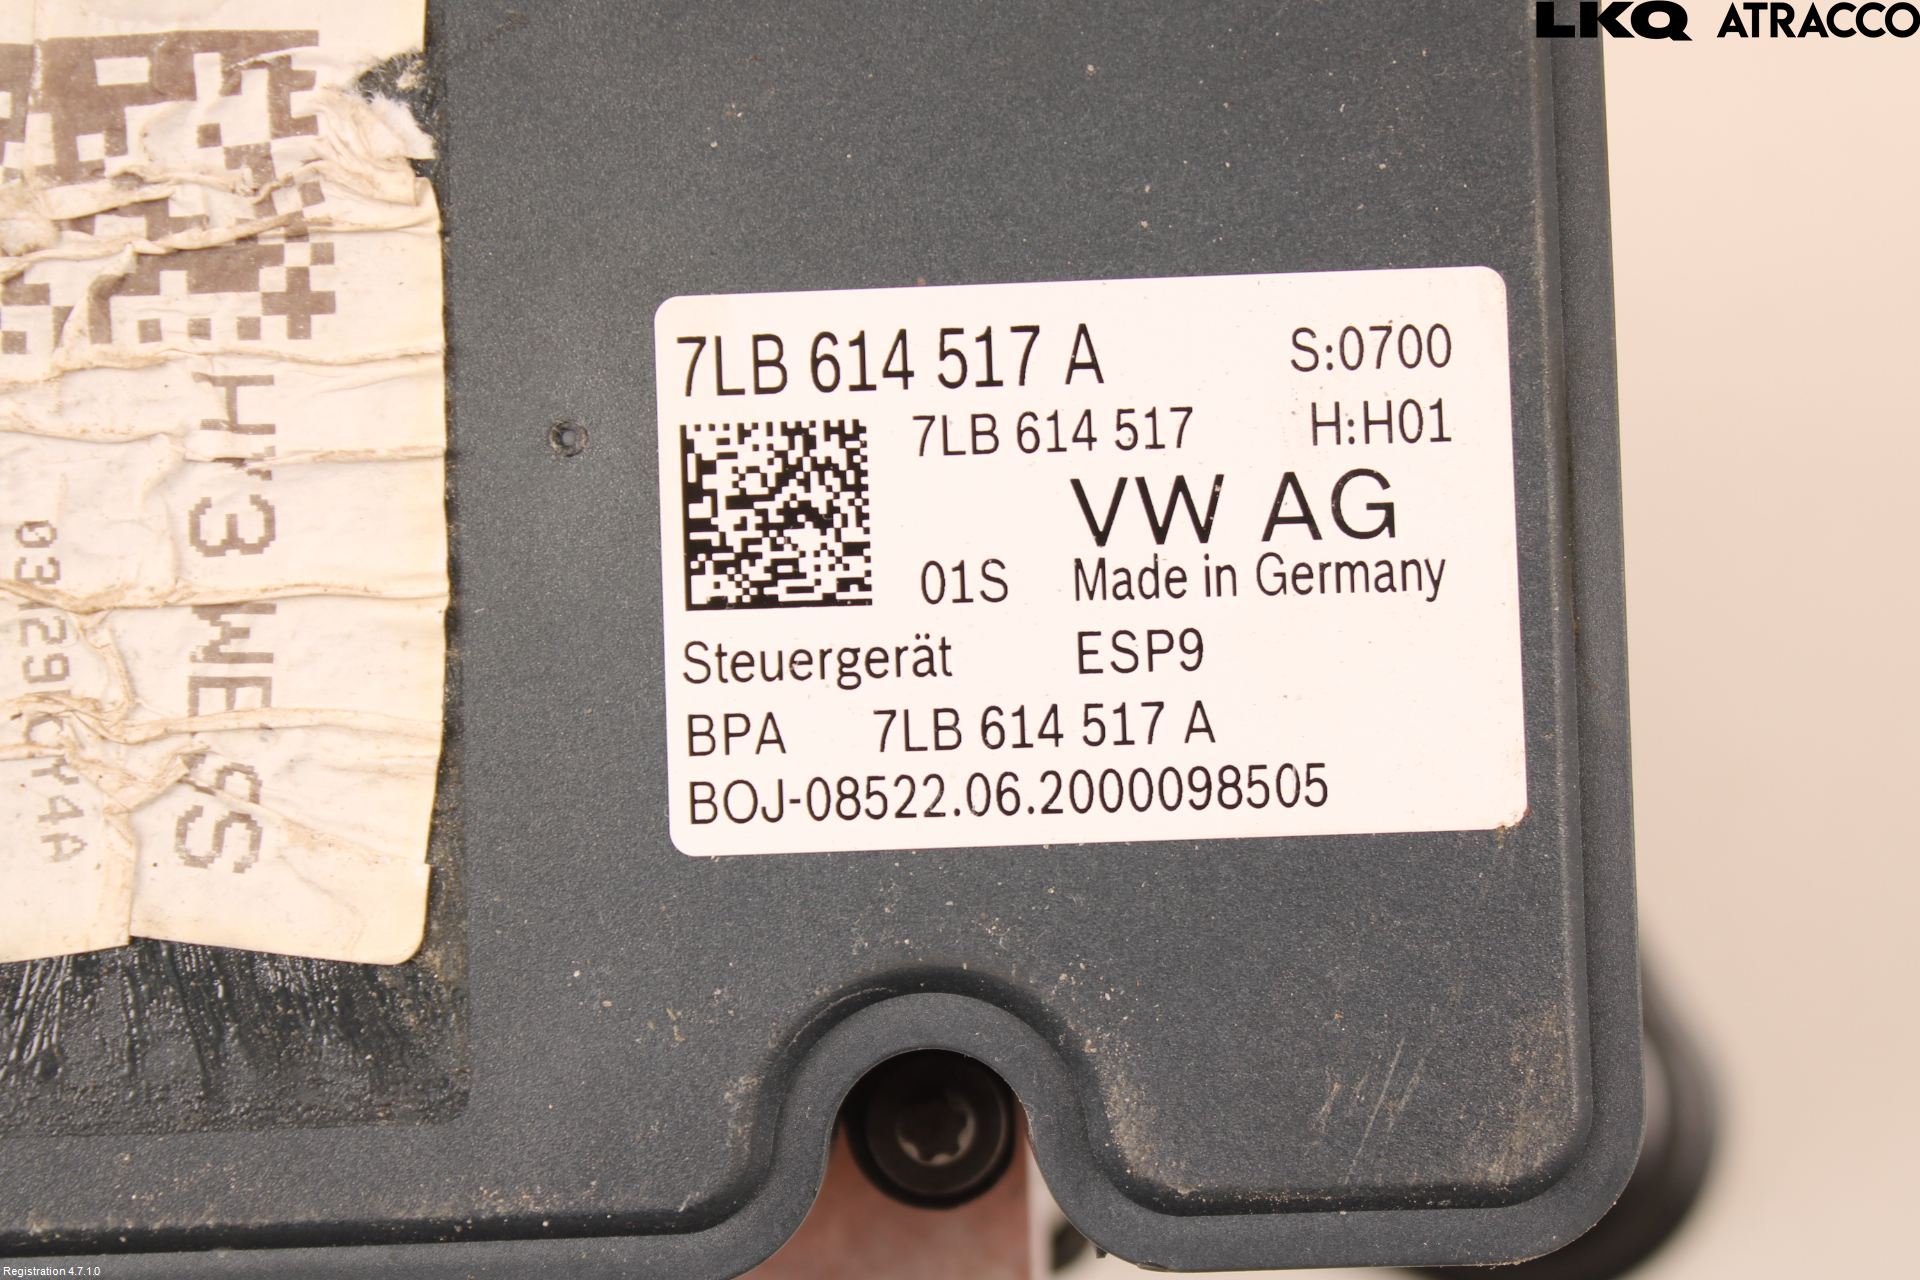 LKQ ATRACCO
7LB 614 517 A
S:0700
7LB 614 517
H:H01
VW AG
01S
Made in Germany
Steuergerät ESP9
BPA 7LB 614 517 A
BOJ-08522.06.2000098505
Registration 4.7.1.0